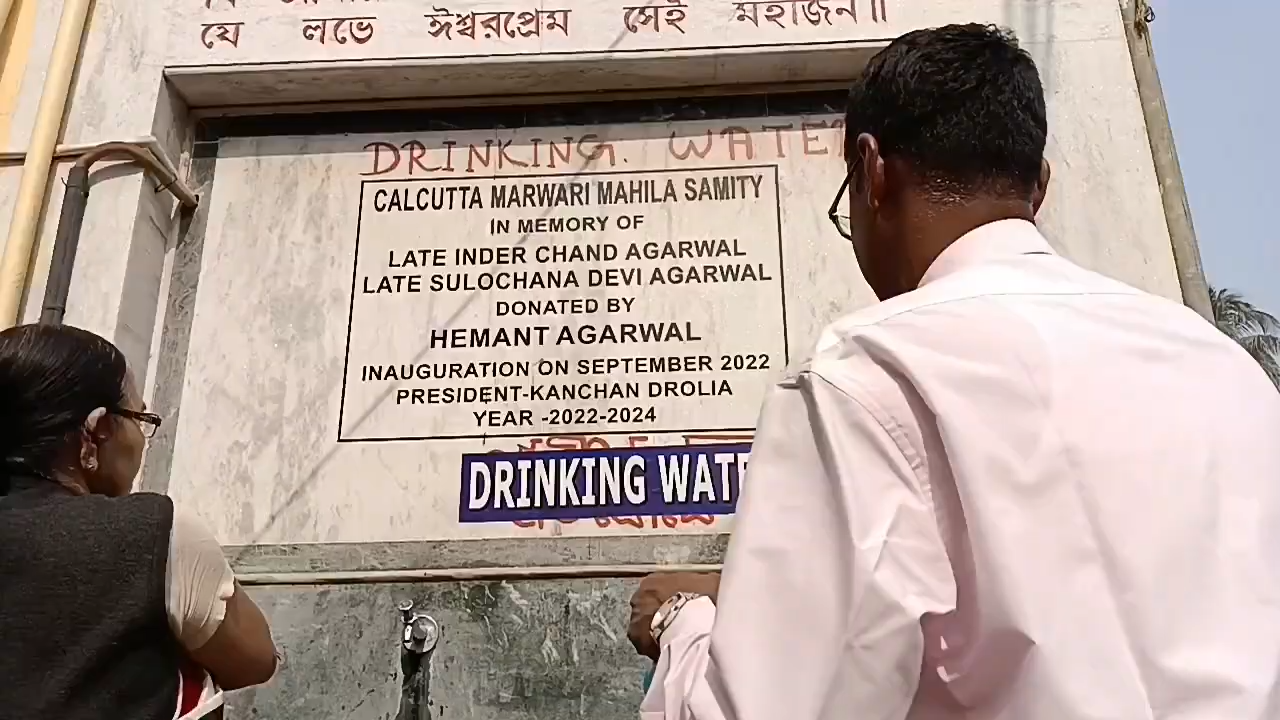 যে লভে ঈশ্বরপ্রেম সেই মহাজন॥
DRINKING. WATE
CALCUTTA MARWARI MAHILA SAMITY
IN MEMORY OF
LATE INDER CHAND AGARWAL
LATE SULOCHANA DEVI AGARWAL
DONATED BY
HEMANT AGARWAL
INAUGURATION ON SEPTEMBER 2022
PRESIDENT-KANCHAN DROLIA
YEAR -2022-2024
DRINKING WATE